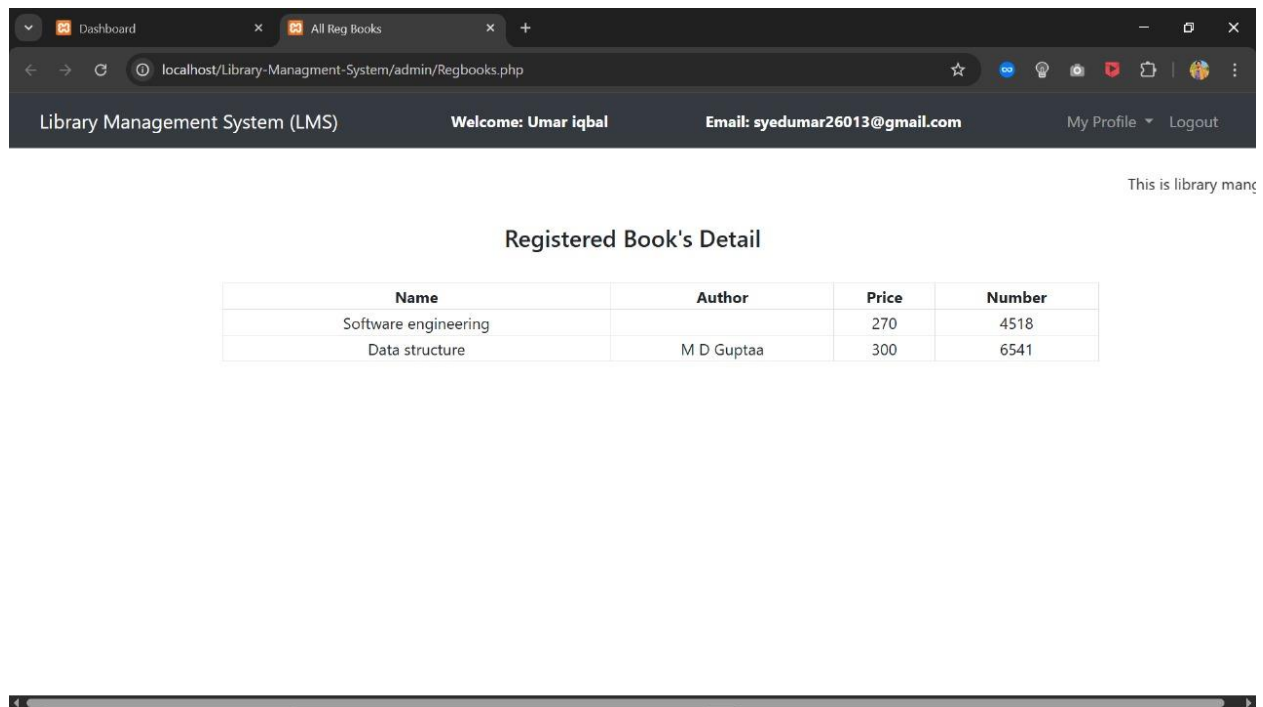 Dashboard All Reg Books
localhost/Library-Managment-System/admin/Regbooks.php
Library Management System (LMS) Welcome: Umar iqbal Email: syedumar26013@gmail.com My Profile Logout
This is library mang
Registered Book's Detail
Name Author Price Number
Software engineering 270 4518
Data structure M D Guptaa 300 6541